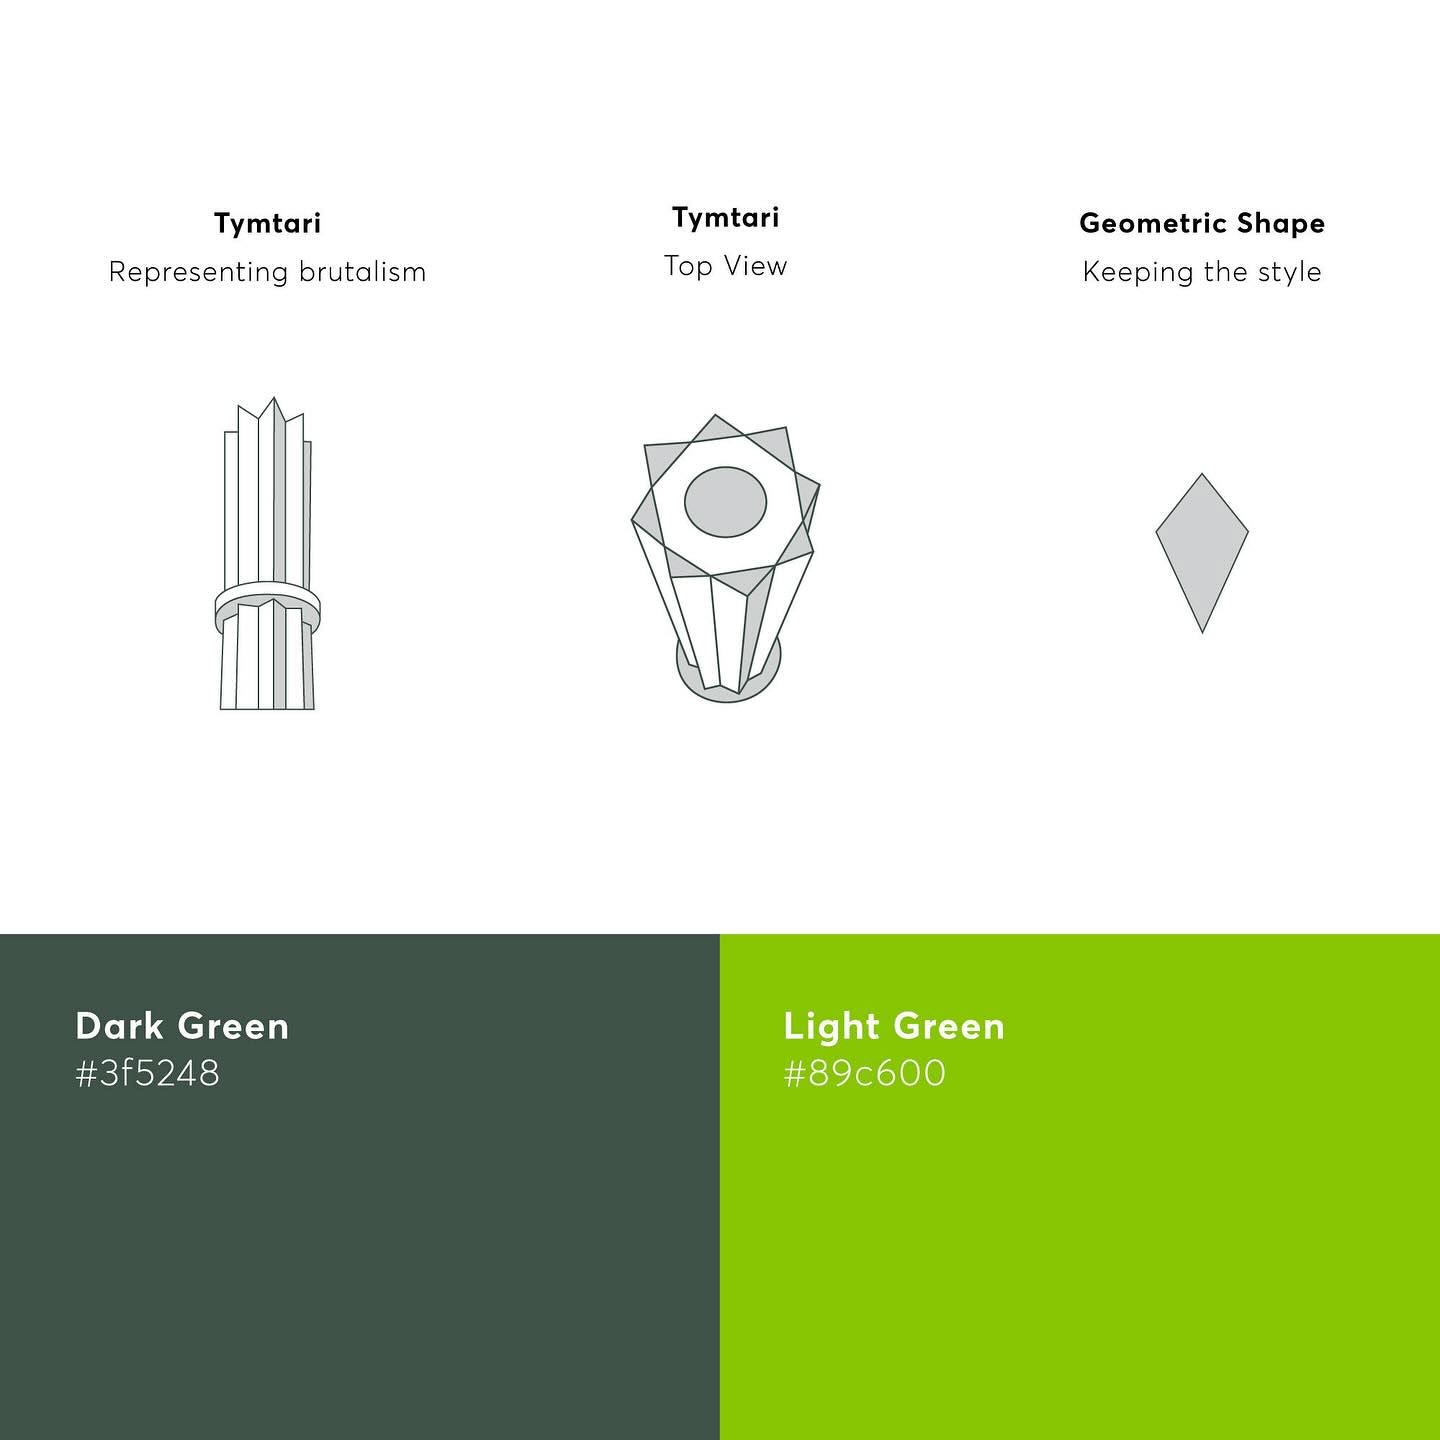 Tymtari
Representing brutalism
Tymtari
Top View
Geometric Shape
Keeping the style
Dark Green
#3f5248
Light Green
#89c600